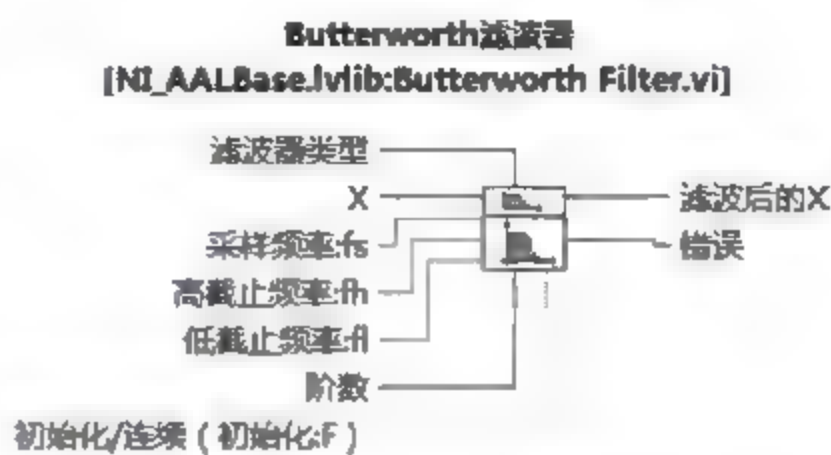 Butterworth滤波器
[NI_AALBase.lvlib:Butterworth Filter.vi]
滤波器类型
X
采样频率:fs
高截止频率:fh
低截止频率:fl
阶数
初始化/连续(初始化:F)
滤波后的X
错误